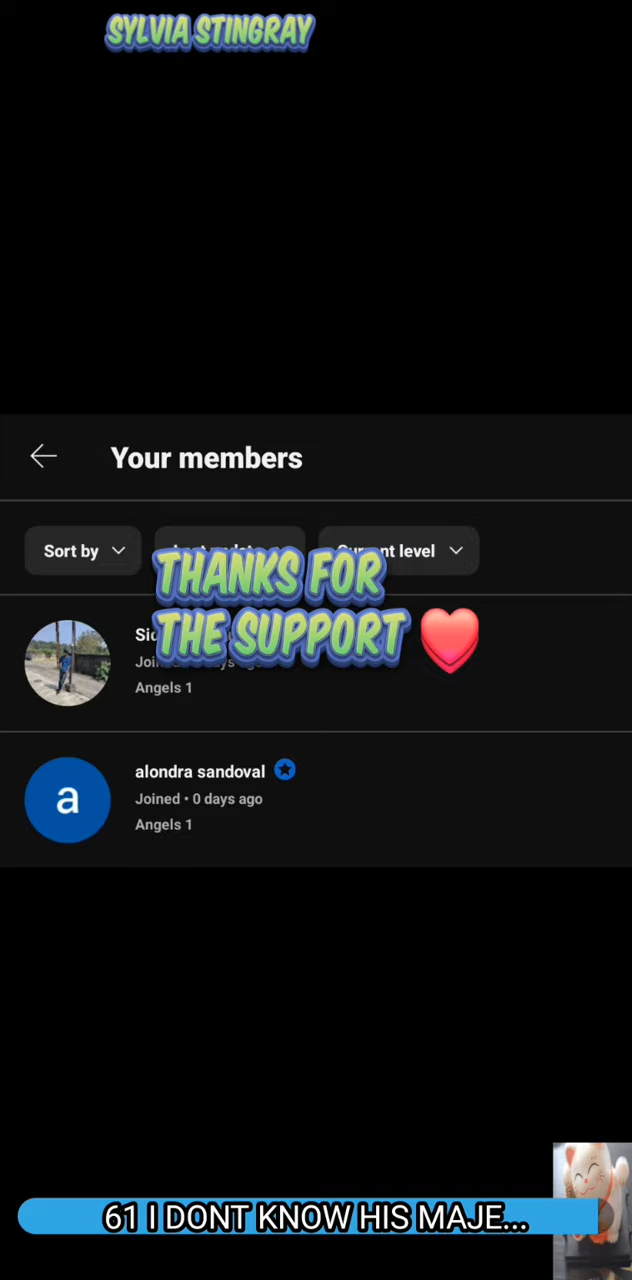 SYLVIA STINGRAY
Your members
Sort by
Current level
THANKS FOR
THE SUPPORT
Angels 1
a
alondra sandoval
Joined • 0 days ago
Angels 1
61 I DONT KNOW HIS MAJE...